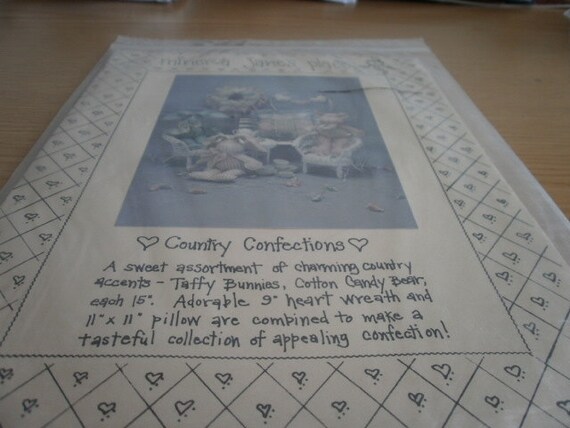 ♡ Country Confections ♡
A sweet assortment of charming country
accents - Taffy Bunnies, Cotton Candy Bear,
each 15". Adorable 9" heart wreath and
11" x 11" pillow are combined to make a
tasteful collection of appealing confection!